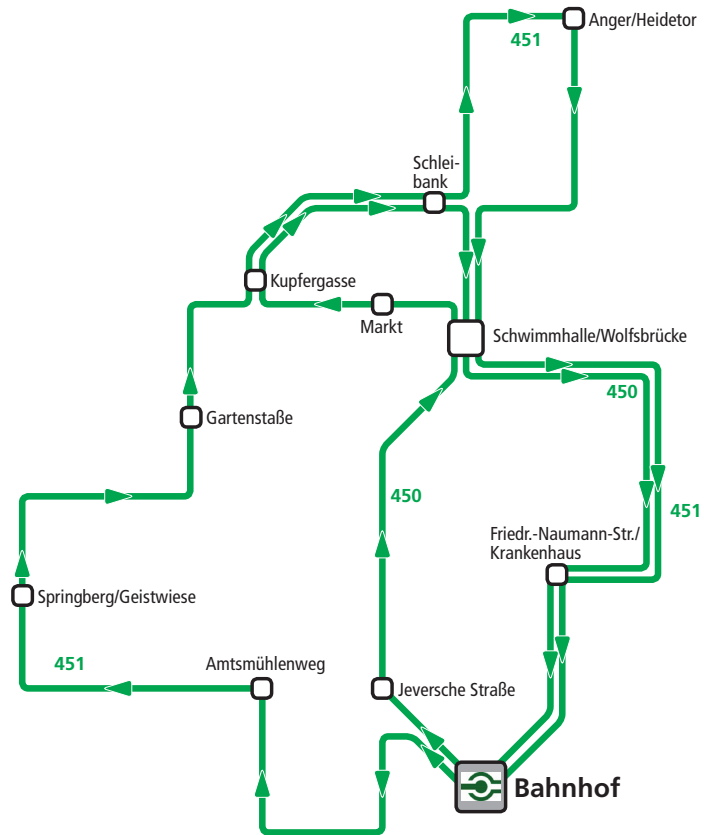 Anger/Heidetor
451
Schlei-
bank
Kupfergasse
Markt
Schwimmhalle/Wolfsbrücke
450
Gartenstaße
450
451
Friedr.-Naumann-Str./
Krankenhaus
Springberg/Geistwiese
451
Amtsmühlenweg
Jeversche Straße
Bahnhof